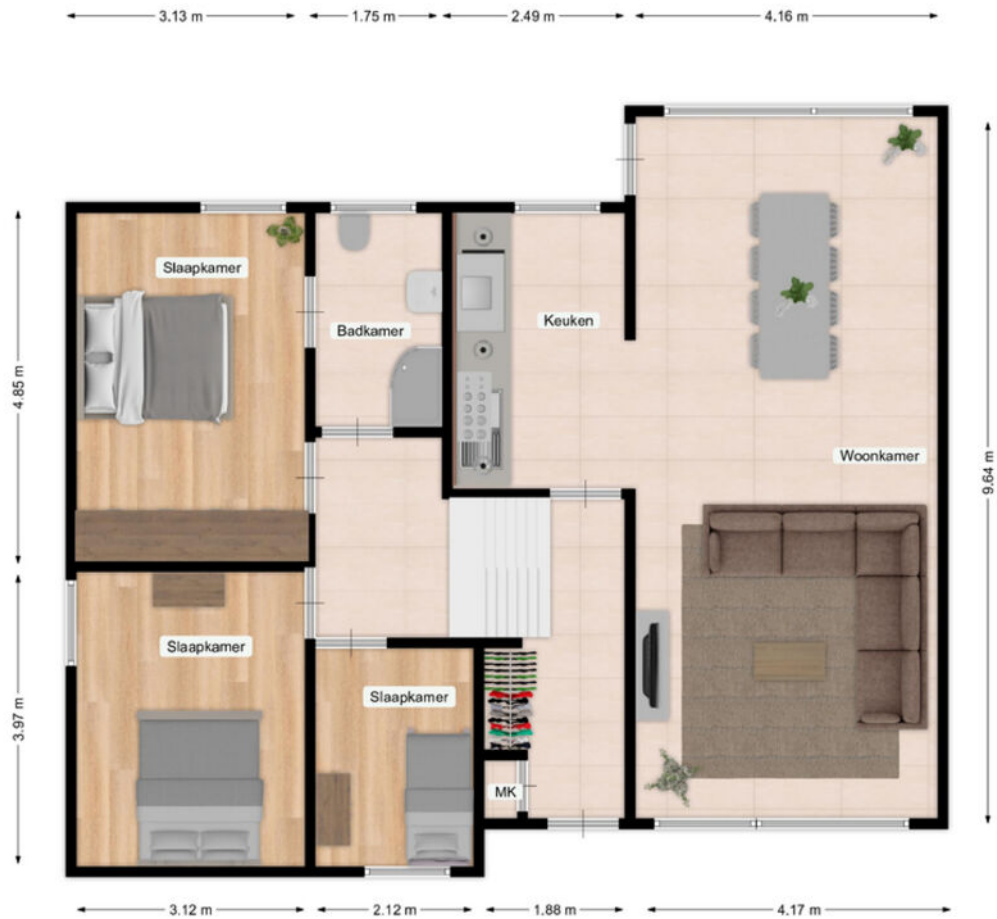 3.13 m
1.75 m
2.49 m
4.16 m
Slaapkamer
Badkamer
Keuken
4.85 m
Woonkamer
9.64 m
Slaapkamer
Slaapkamer
3.97 m
MK
3.12 m
2.12 m
1.88 m
4.17 m